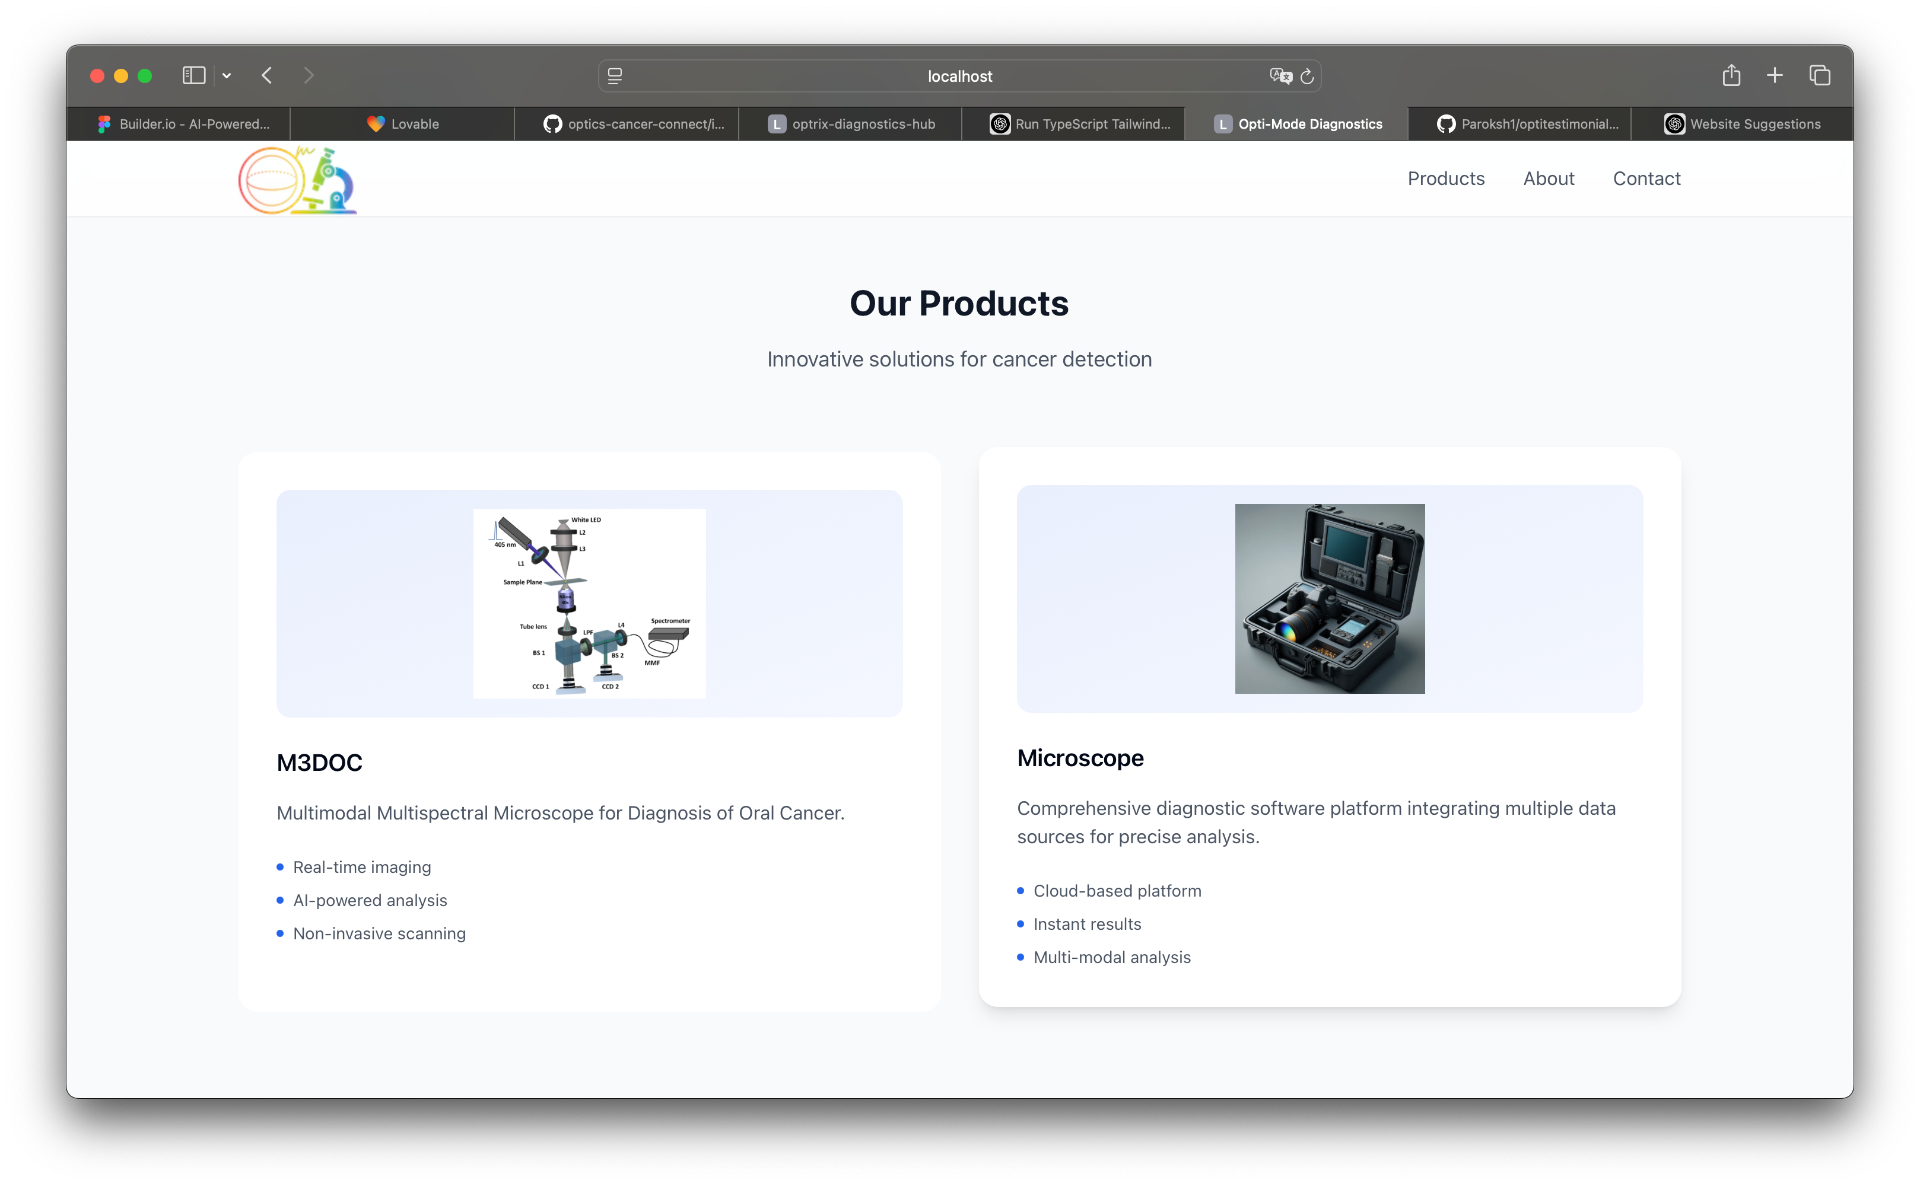 localhost
Builder.io - AI-Powered...
Lovable
optics-cancer-connect/i...
optrix-diagnostics-hub
Run TypeScript Tailwind...
Opti-Mode Diagnostics
Paroksh1/optitestimonial...
Website Suggestions
Products
About
Contact
Our Products
Innovative solutions for cancer detection
White LED
L2
405 nm
L3
L1
Sample Plane
Tube lens
LPF
L4
Spectrometer
BS 1
BS 2
MMF
CCD 1
CCD 2
M3DOC
Multimodal Multispectral Microscope for Diagnosis of Oral Cancer.
Real-time imaging
AI-powered analysis
Non-invasive scanning
Microscope
Comprehensive diagnostic software platform integrating multiple data
sources for precise analysis.
Cloud-based platform
Instant results
Multi-modal analysis